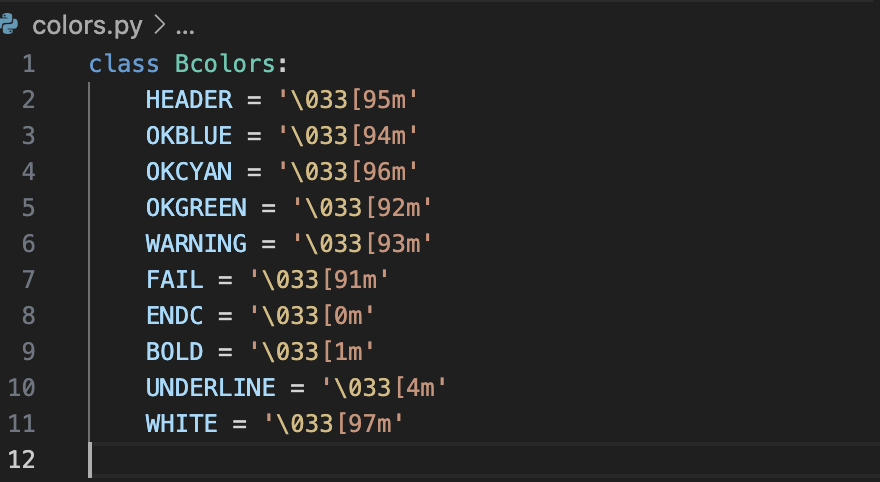 colors.py > ...
1 class Bcolors:
2 HEADER = '\033[95m'
3 OKBLUE = '\033[94m'
4 OKCYAN = '\033[96m'
5 OKGREEN = '\033[92m'
6 WARNING = '\033[93m'
7 FAIL = '\033[91m'
8 ENDC = '\033[0m'
9 BOLD = '\033[1m'
10 UNDERLINE = '\033[4m'
11 WHITE = '\033[97m'
12